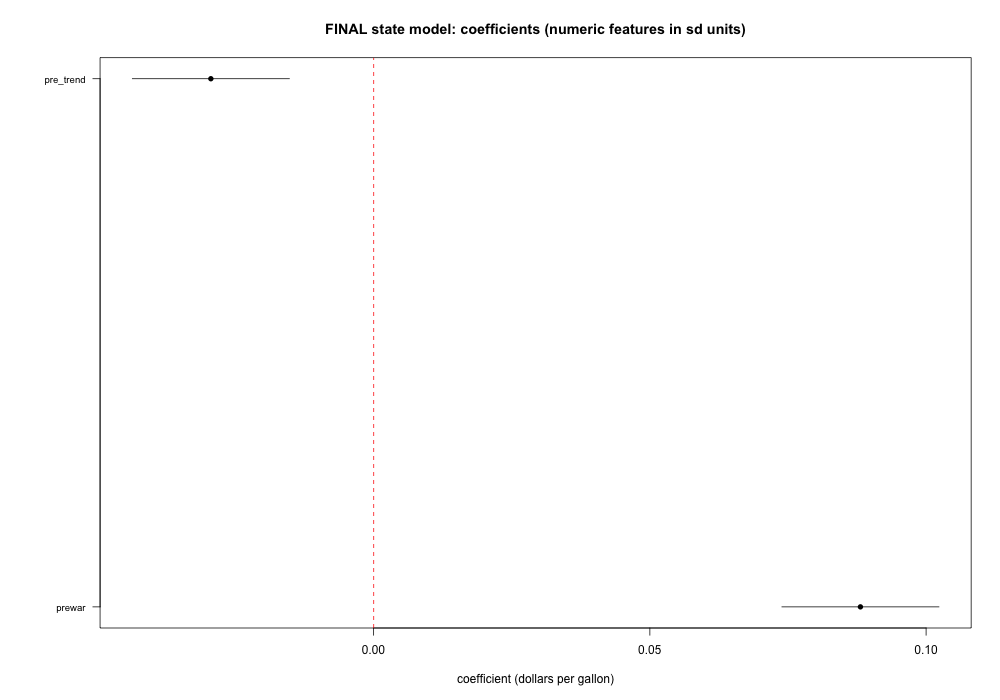 FINAL state model: coefficients (numeric features in sd units)
pre_trend
prewar
0.00 0.05 0.10
coefficient (dollars per gallon)